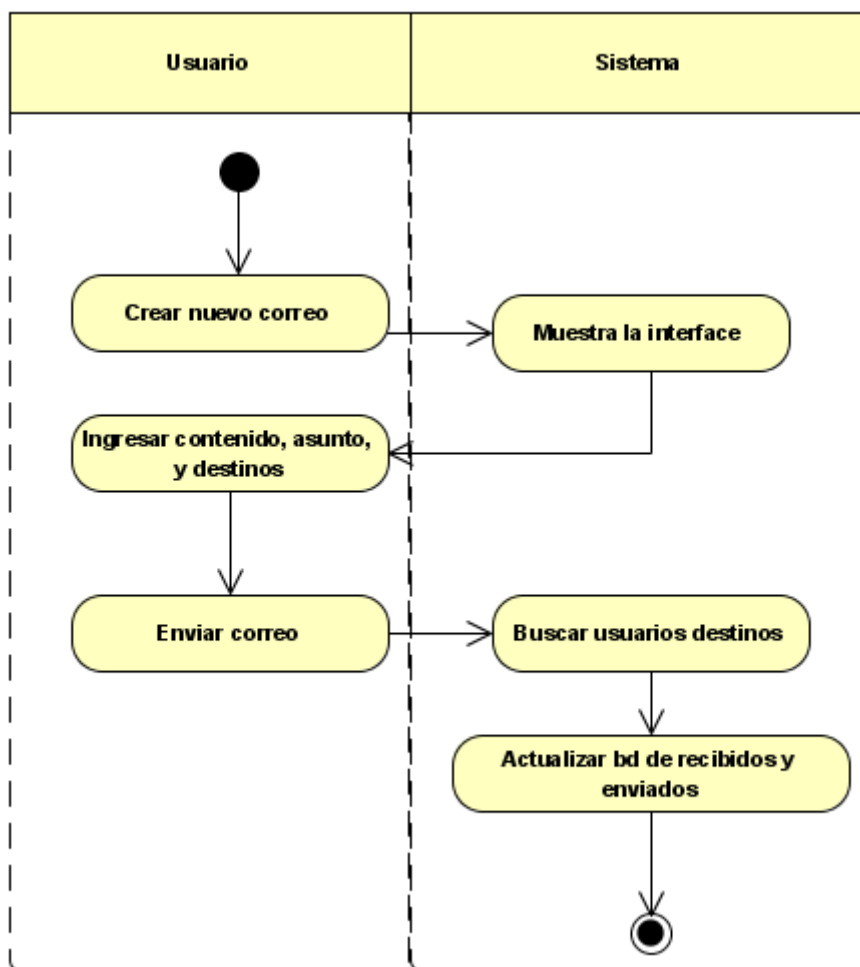 Usuario
Sistema
Crear nuevo correo
Muestra la interface
Ingresar contenido, asunto,
y destinos
Enviar correo
Buscar usuarios destinos
Actualizar bd de recibidos y
enviados